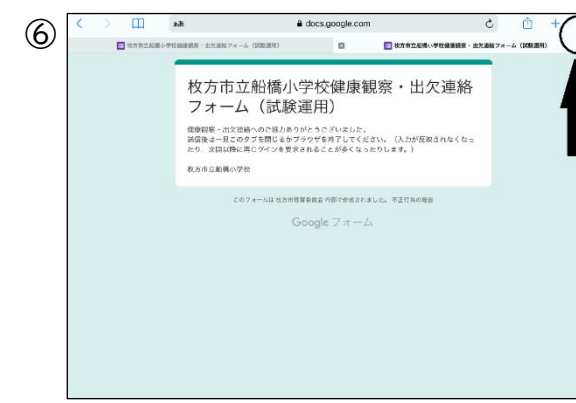 ⑥
ぁあ
docs.google.com
枚方市立船橋小学校健康観察・出欠連絡フォーム（試験運用）
枚方市立船橋小学校健康観察・出欠連絡フォーム（試験運用）
枚方市立船橋小学校健康観察・出欠連絡
フォーム（試験運用）
健康観察・出欠連絡へのご協力ありがとうございました。
送信後は一旦このタブを閉じるかブラウザを終了してください。（入力が反映されなくなっ
たり、次回以降に再ログインを要求されることが多くなったりします。）
枚方市立船橋小学校
このフォームは 枚方市教育委員会 内部で作成されました。 不正行為の報告
Google フォーム